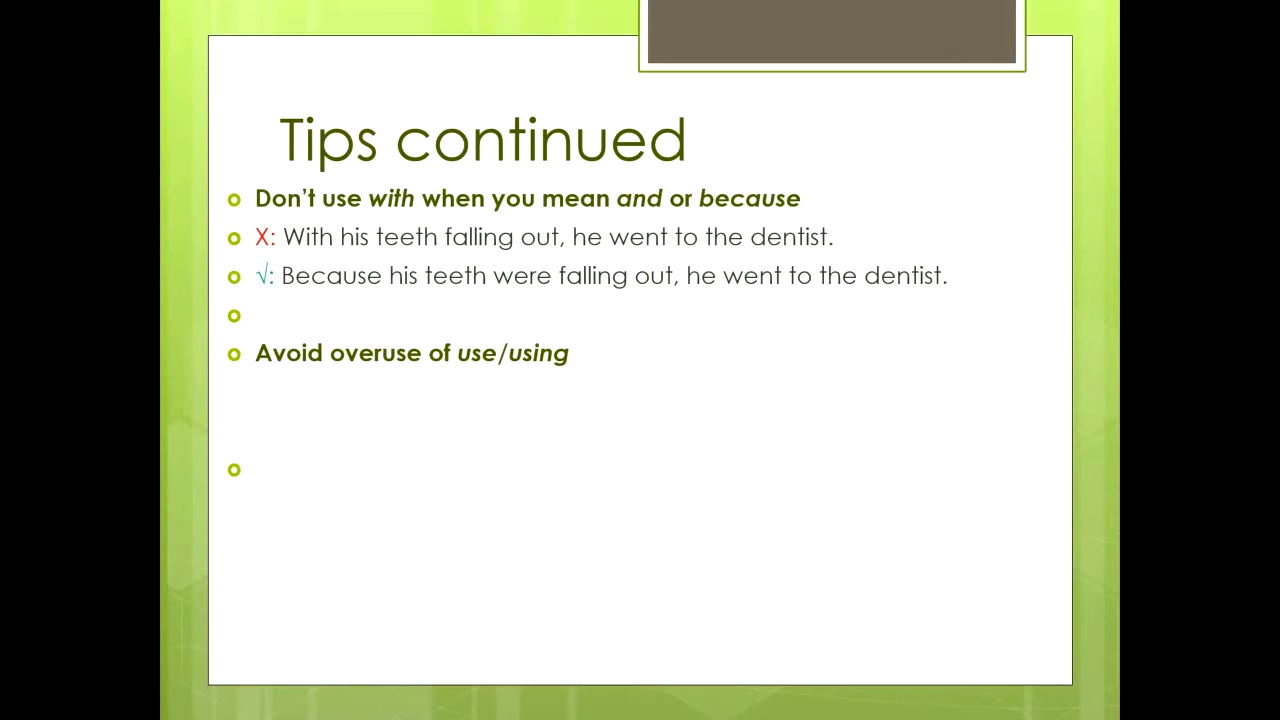 Tips continued
Don't use with when you mean and or because
X: With his teeth falling out, he went to the dentist.
√: Because his teeth were falling out, he went to the dentist.
Avoid overuse of use/using